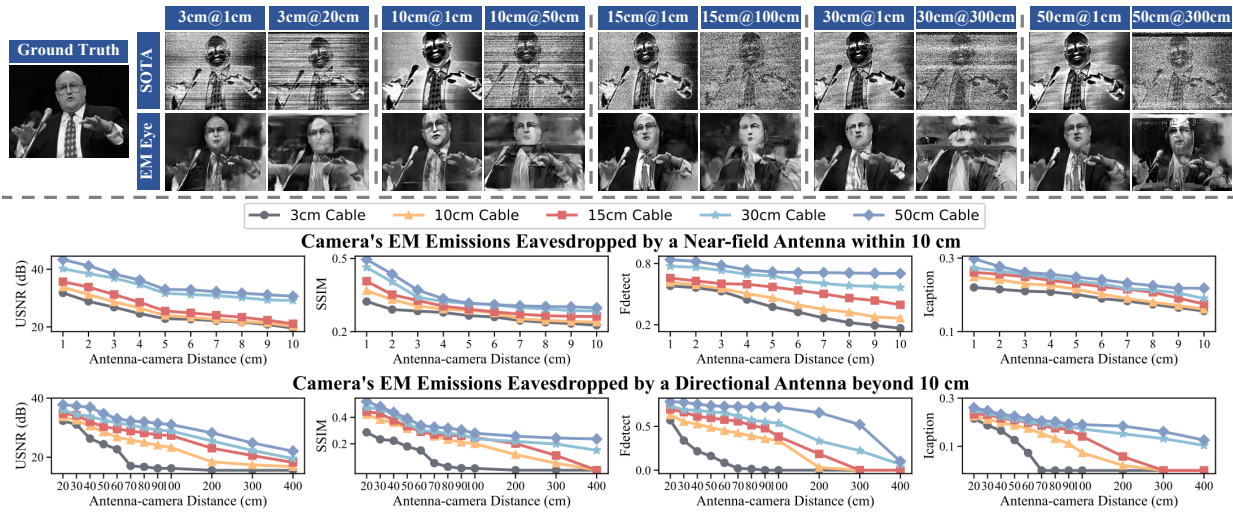 3cm@1cm 3cm@20cm 10cm@1cm 10cm@50cm 15cm@1cm 15cm@100cm 30cm@1cm 30cm@300cm 50cm@1cm 50cm@300cm
Ground Truth
SOTA
EM Eye
3cm Cable 10cm Cable 15cm Cable 30cm Cable 50cm Cable
Camera's EM Emissions Eavesdropped by a Near-field Antenna within 10 cm
USNR (dB)
40
20
1 2 3 4 5 6 7 8 9 10
Antenna-camera Distance (cm)
SSIM
0.5
0.2
1 2 3 4 5 6 7 8 9 10
Antenna-camera Distance (cm)
Fdetect
0.8
0.2
1 2 3 4 5 6 7 8 9 10
Antenna-camera Distance (cm)
Icaption
0.3
0.1
1 2 3 4 5 6 7 8 9 10
Antenna-camera Distance (cm)
Camera's EM Emissions Eavesdropped by a Directional Antenna beyond 10 cm
USNR (dB)
40
20
20 30 40 50 60 70 80 90 100 200 300 400
Antenna-camera Distance (cm)
SSIM
0.4
0.2
20 30 40 50 60 70 80 90 100 200 300 400
Antenna-camera Distance (cm)
Fdetect
0.5
0.0
20 30 40 50 60 70 80 90 100 200 300 400
Antenna-camera Distance (cm)
Icaption
0.2
0.0
20 30 40 50 60 70 80 90 100 200 300 400
Antenna-camera Distance (cm)